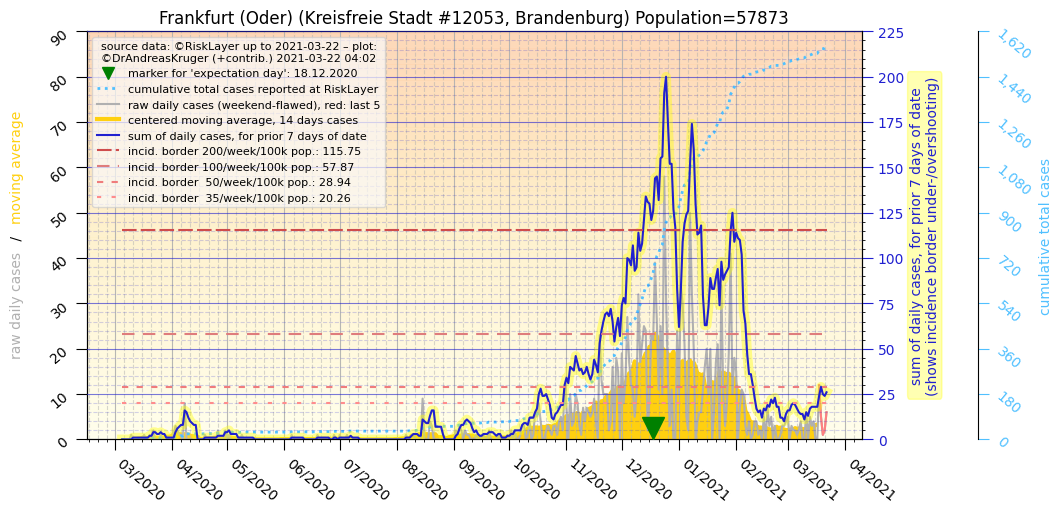 Frankfurt (Oder) (Kreisfreie Stadt #12053, Brandenburg) Population=57873
source data: ©RiskLayer up to 2021-03-22 – plot:
©DrAndreasKruger (+contrib.) 2021-03-22 04:02
marker for 'expectation day': 18.12.2020
cumulative total cases reported at RiskLayer
raw daily cases (weekend-flawed), red: last 5
centered moving average, 14 days cases
sum of daily cases, for prior 7 days of date
incid. border 200/week/100k pop.: 115.75
incid. border 100/week/100k pop.: 57.87
incid. border  50/week/100k pop.: 28.94
incid. border  35/week/100k pop.: 20.26
raw daily cases  /  moving average
90
80
70
60
50
40
30
20
10
0
03/2020
04/2020
05/2020
06/2020
07/2020
08/2020
09/2020
10/2020
11/2020
12/2020
01/2021
02/2021
03/2021
04/2021
225
200
175
150
125
100
75
50
25
0
sum of daily cases, for prior 7 days of date
(shows incidence border under-/overshooting)
1,620
1,440
1,260
1,080
900
720
540
360
180
0
cumulative total cases